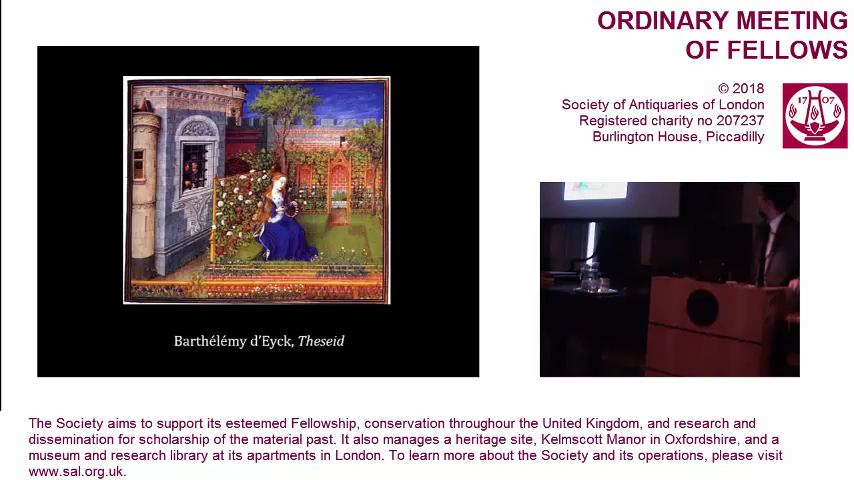 ORDINARY MEETING
OF FELLOWS
© 2018
Society of Antiquaries of London
Registered charity no 207237
Burlington House, Piccadilly
1707
Barthélémy d'Eyck, Theseid
The Society aims to support its esteemed Fellowship, conservation throughour the United Kingdom, and research and
dissemination for scholarship of the material past. It also manages a heritage site, Kelmscott Manor in Oxfordshire, and a
museum and research library at its apartments in London. To learn more about the Society and its operations, please visit
www.sal.org.uk.